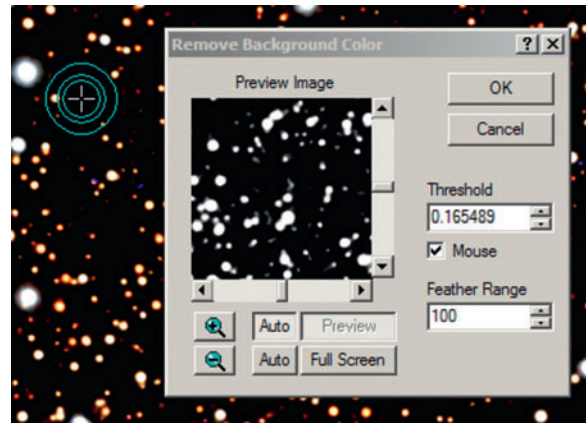 Remove Background Color
Preview Image
OK
Cancel
Threshold
0.165489
Mouse
Feather Range
100
Auto Preview
Auto Full Screen